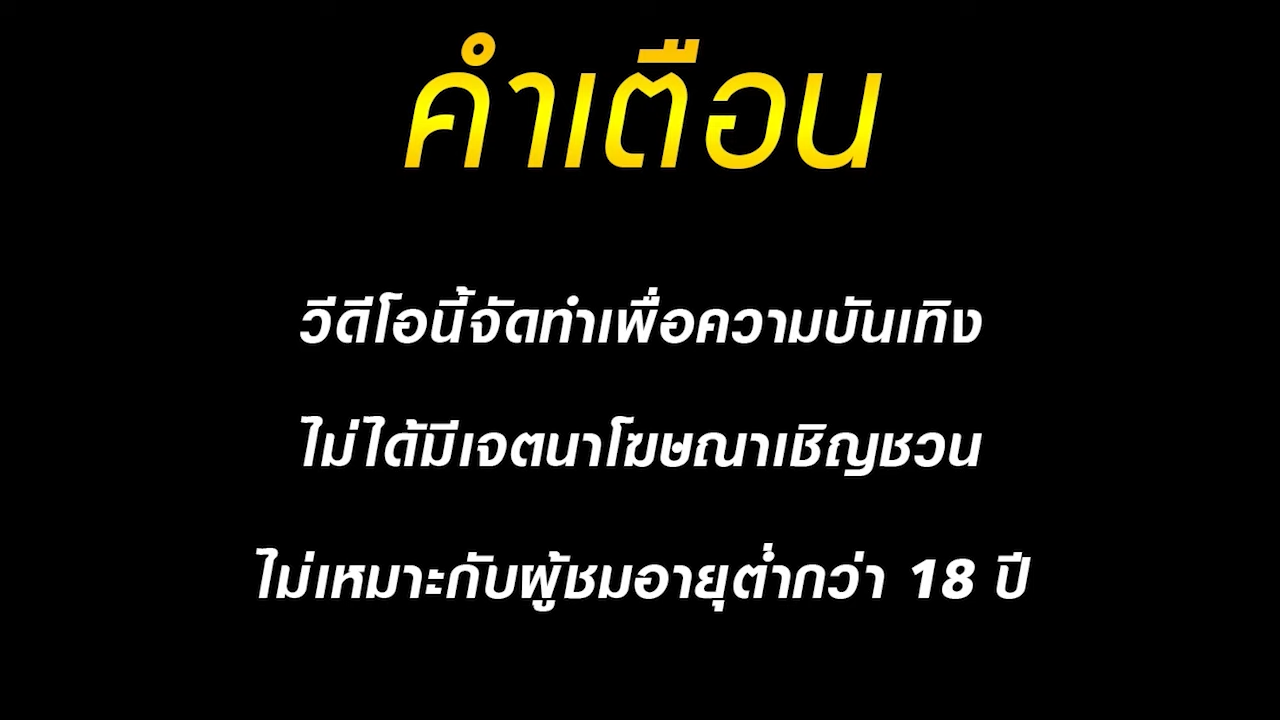 คำเตือน
วีดีโอนี้จัดทำเพื่อความบันเทิง
ไม่ได้มีเจตนาโฆษณาเชิญชวน
ไม่เหมาะกับผู้ชมอายุต่ำกว่า 18 ปี